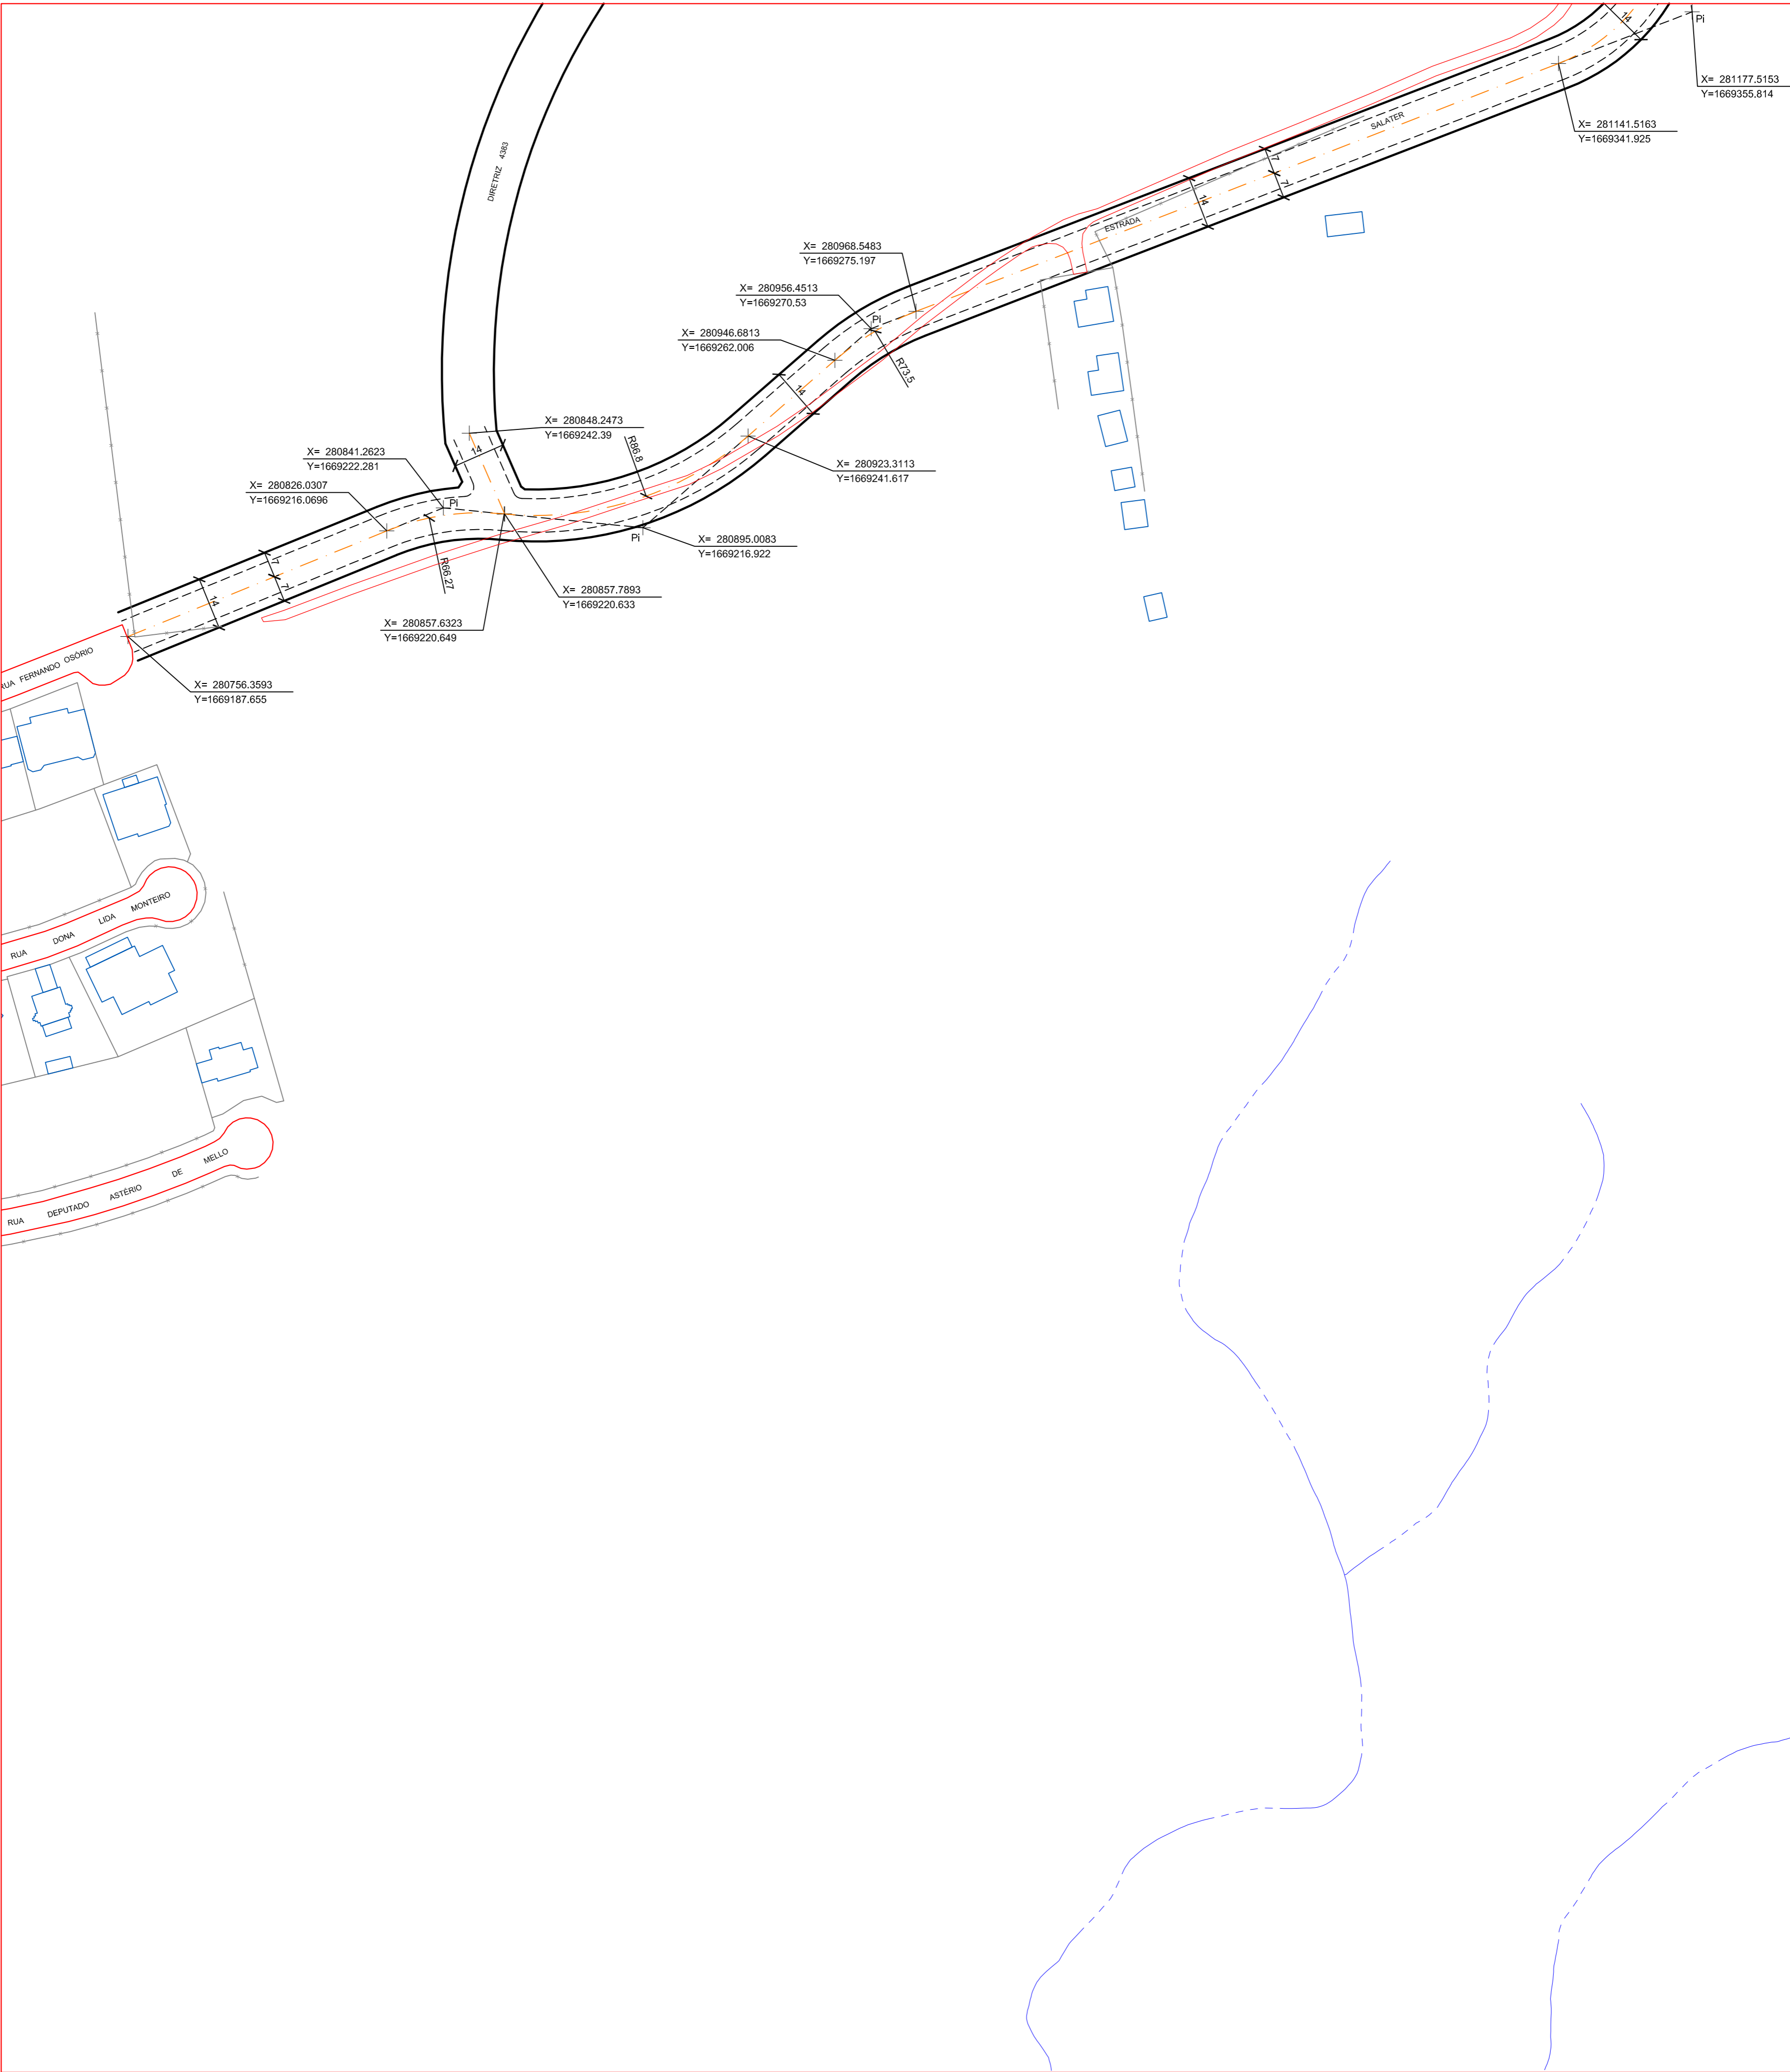 14
Pi
X= 281177.5153
Y=1669355.814
X= 281141.5163
Y=1669341.925
SALATER
7
7
14
ESTRADA
DIRETRIZ 4383
X= 280968.5483
Y=1669275.197
X= 280956.4513
Y=1669270.53
Pi
X= 280946.6813
Y=1669262.006
R73.5
14
X= 280848.2473
Y=1669242.39
R86.8
14
X= 280841.2623
Y=1669222.281
X= 280923.3113
Y=1669241.617
X= 280826.0307
Y=1669216.0696
Pi
Pi
X= 280895.0083
Y=1669216.922
R66.27
7
7
14
X= 280857.7893
Y=1669220.633
X= 280857.6323
Y=1669220.649
RUA FERNANDO OSÓRIO
X= 280756.3593
Y=1669187.655
RUA DONA LIDA MONTEIRO
RUA DEPUTADO ASTÉRIO DE MELLO